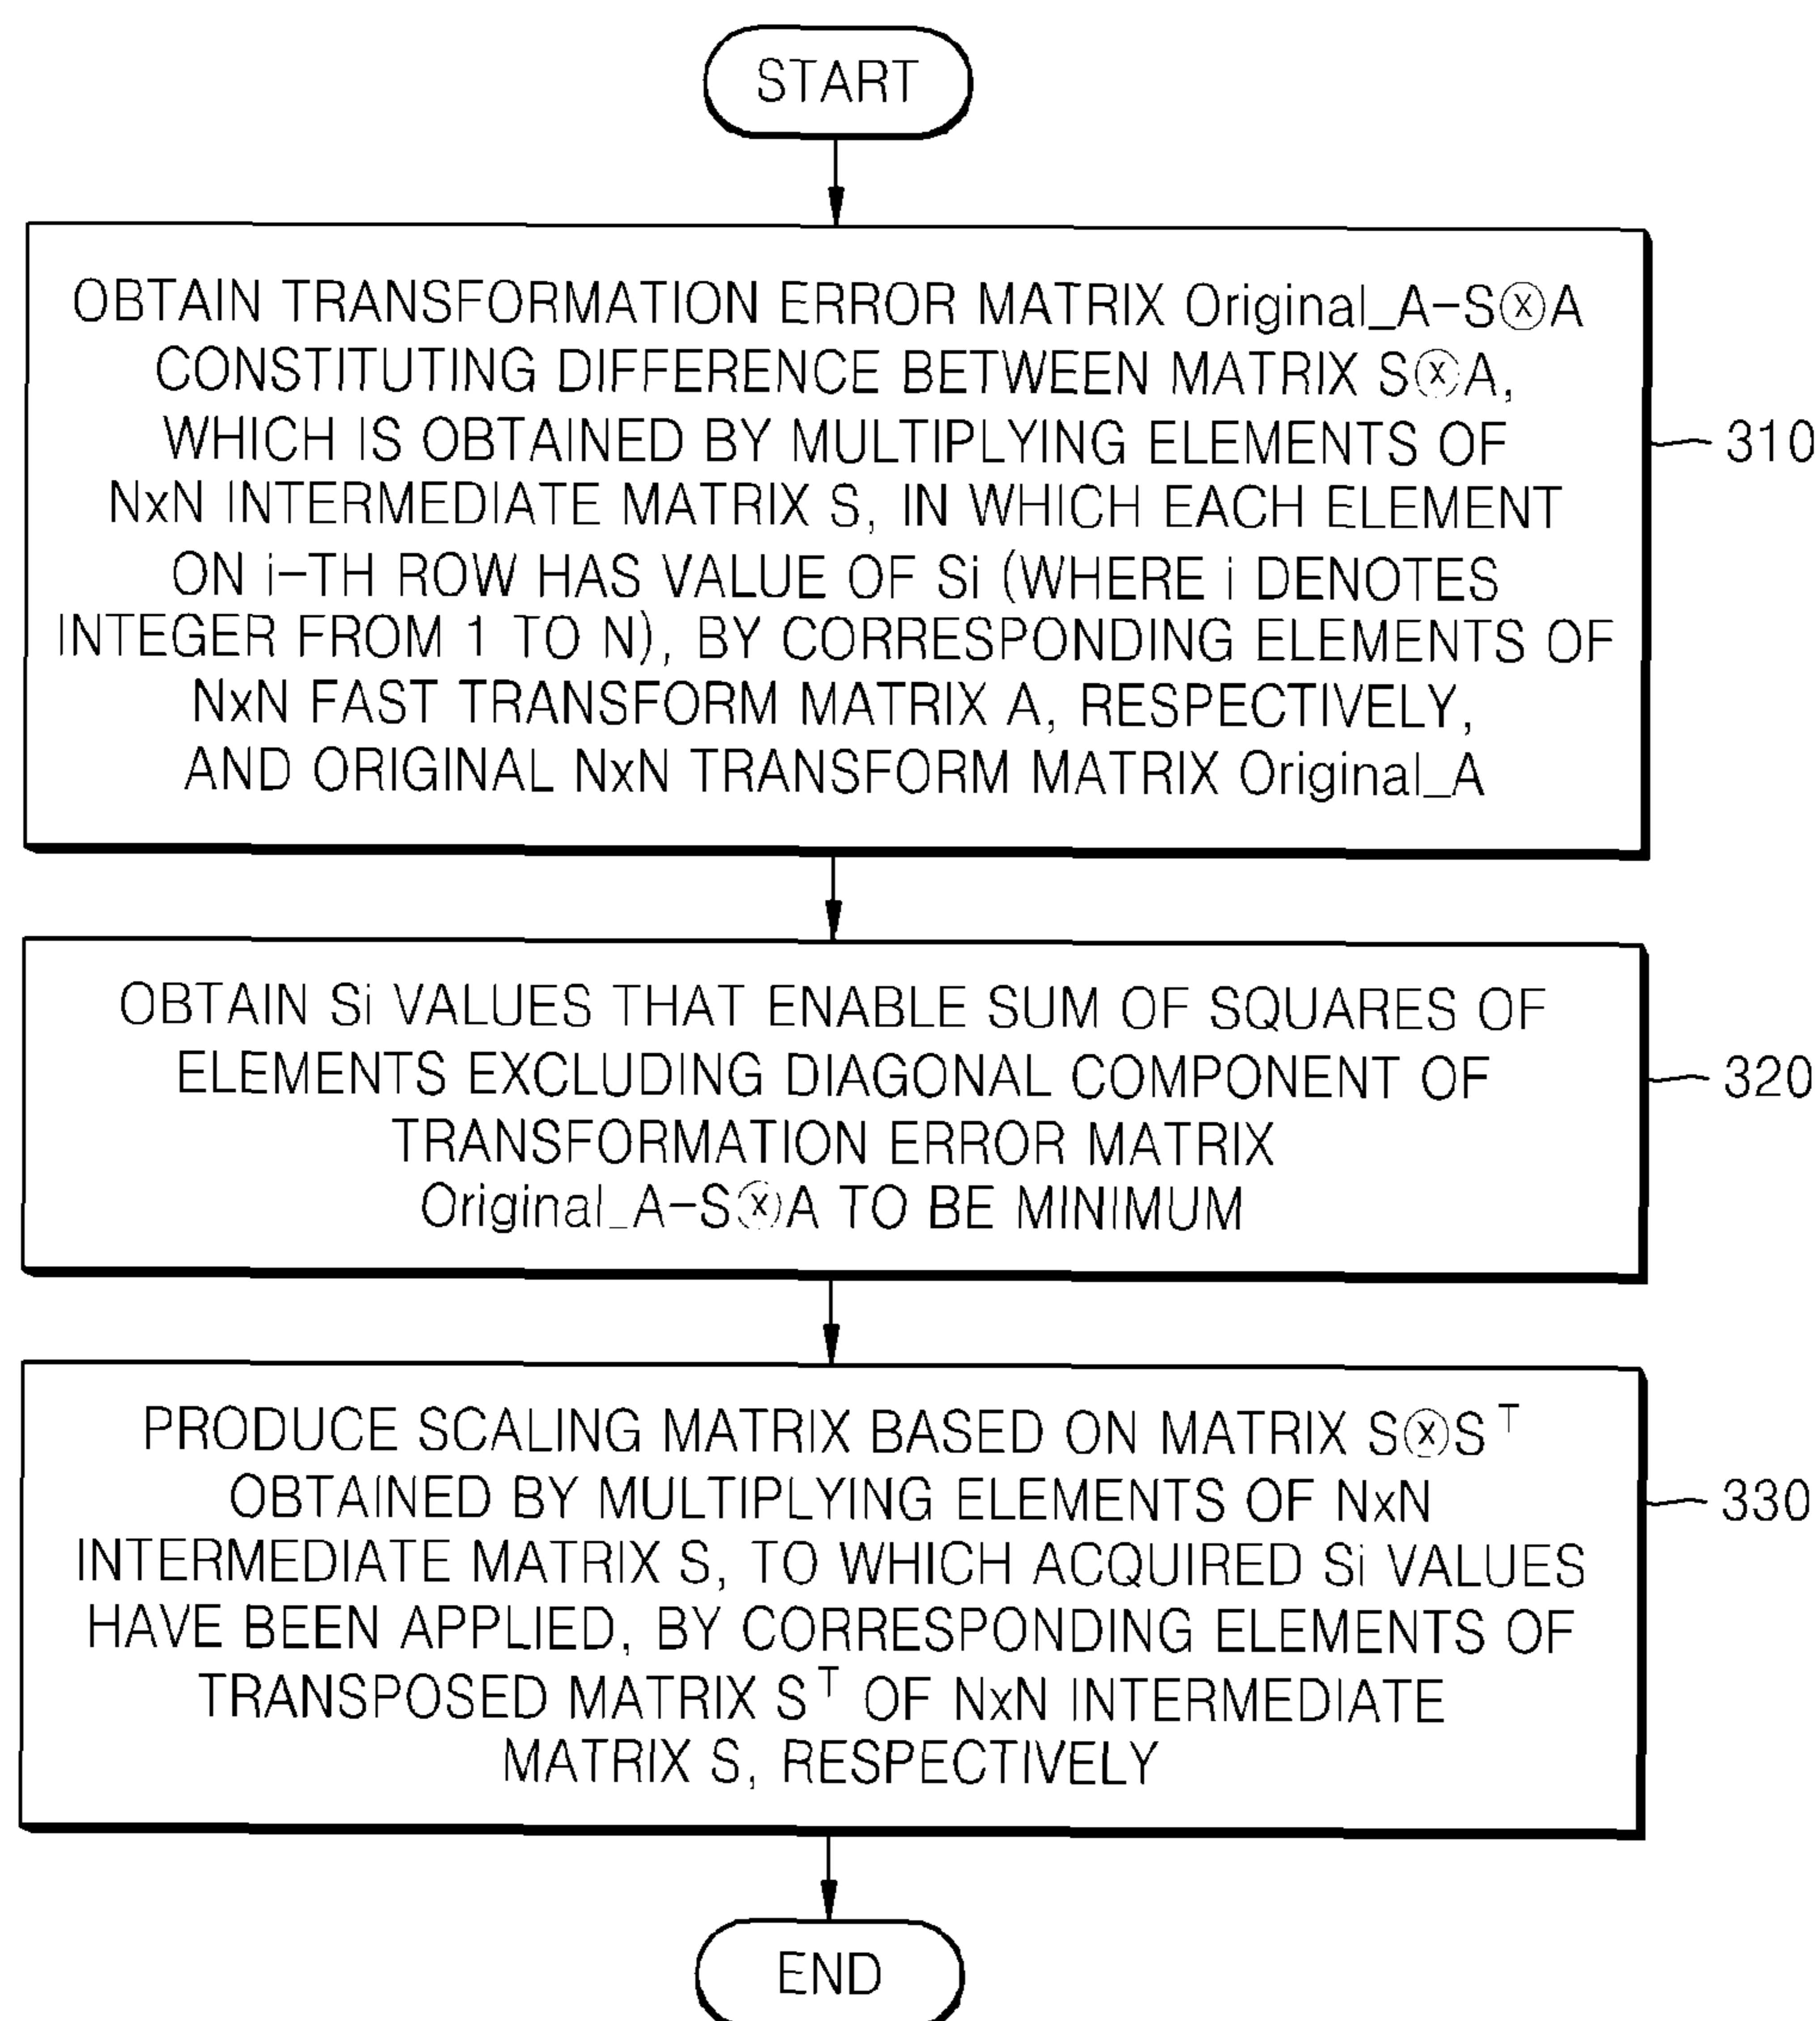 START
OBTAIN TRANSFORMATION ERROR MATRIX Original_A−SⓧA
CONSTITUTING DIFFERENCE BETWEEN MATRIX SⓧA,
WHICH IS OBTAINED BY MULTIPLYING ELEMENTS OF
NxN INTERMEDIATE MATRIX S, IN WHICH EACH ELEMENT
ON i−TH ROW HAS VALUE OF Si (WHERE i DENOTES
INTEGER FROM 1 TO N), BY CORRESPONDING ELEMENTS OF
NxN FAST TRANSFORM MATRIX A, RESPECTIVELY,
AND ORIGINAL NxN TRANSFORM MATRIX Original_A
310
OBTAIN Si VALUES THAT ENABLE SUM OF SQUARES OF
ELEMENTS EXCLUDING DIAGONAL COMPONENT OF
TRANSFORMATION ERROR MATRIX
Original_A−SⓧA TO BE MINIMUM
320
PRODUCE SCALING MATRIX BASED ON MATRIX SⓧSᵀ
OBTAINED BY MULTIPLYING ELEMENTS OF NxN
INTERMEDIATE MATRIX S, TO WHICH ACQUIRED Si VALUES
HAVE BEEN APPLIED, BY CORRESPONDING ELEMENTS OF
TRANSPOSED MATRIX Sᵀ OF NxN INTERMEDIATE
MATRIX S, RESPECTIVELY
330
END